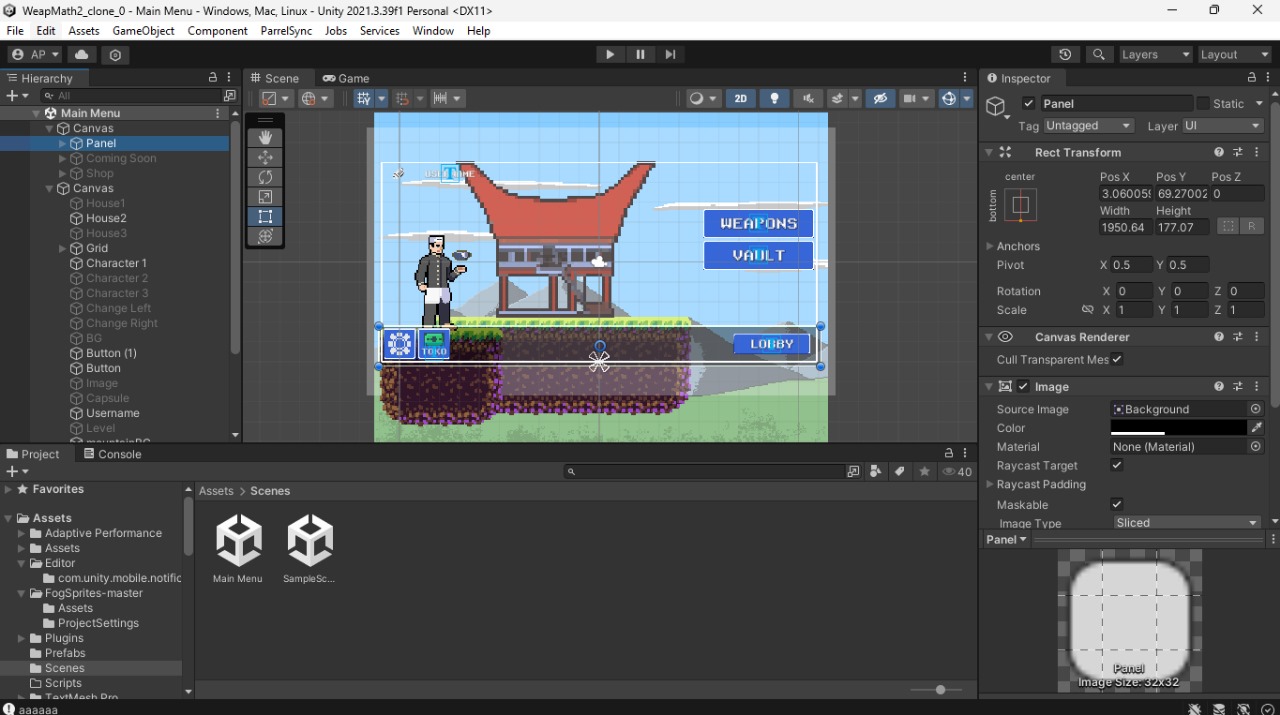 WeapMath2_clone_0 - Main Menu - Windows, Mac, Linux - Unity 2021.3.39f1 Personal <DX11>
File Edit Assets GameObject Component ParrelSync Jobs Services Window Help
AP Layers Layout
Hierarchy
All
Main Menu
Canvas
Panel
Coming Soon
Shop
Canvas
House1
House2
House3
Grid
Character 1
Character 2
Character 3
Change Left
Change Right
BG
Button (1)
Button
Image
Capsule
Username
Level
mountainBG
Scene Game
2D
WEAPONS
VAULT
TOKO
LOBBY
Inspector
Panel Static
Tag Untagged Layer UI
Rect Transform
center Pos X Pos Y Pos Z
bottom 3.06005 69.27002 0
Width Height
1950.64 177.07 R
Anchors
Pivot X 0.5 Y 0.5
Rotation X 0 Y 0 Z 0
Scale X 1 Y 1 Z 1
Canvas Renderer
Cull Transparent Mes
Image
Source Image Background
Color
Material None (Material)
Raycast Target
Raycast Padding
Maskable
Image Type Sliced
Panel
Panel
Image Size: 32x32
Project Console
40
Favorites
Assets
Adaptive Performance
Assets
Editor
com.unity.mobile.notific
FogSprites-master
Assets
ProjectSettings
Plugins
Prefabs
Scenes
Scripts
TextMesh Pro
Assets > Scenes
Main Menu SampleSc...
aaaaaa